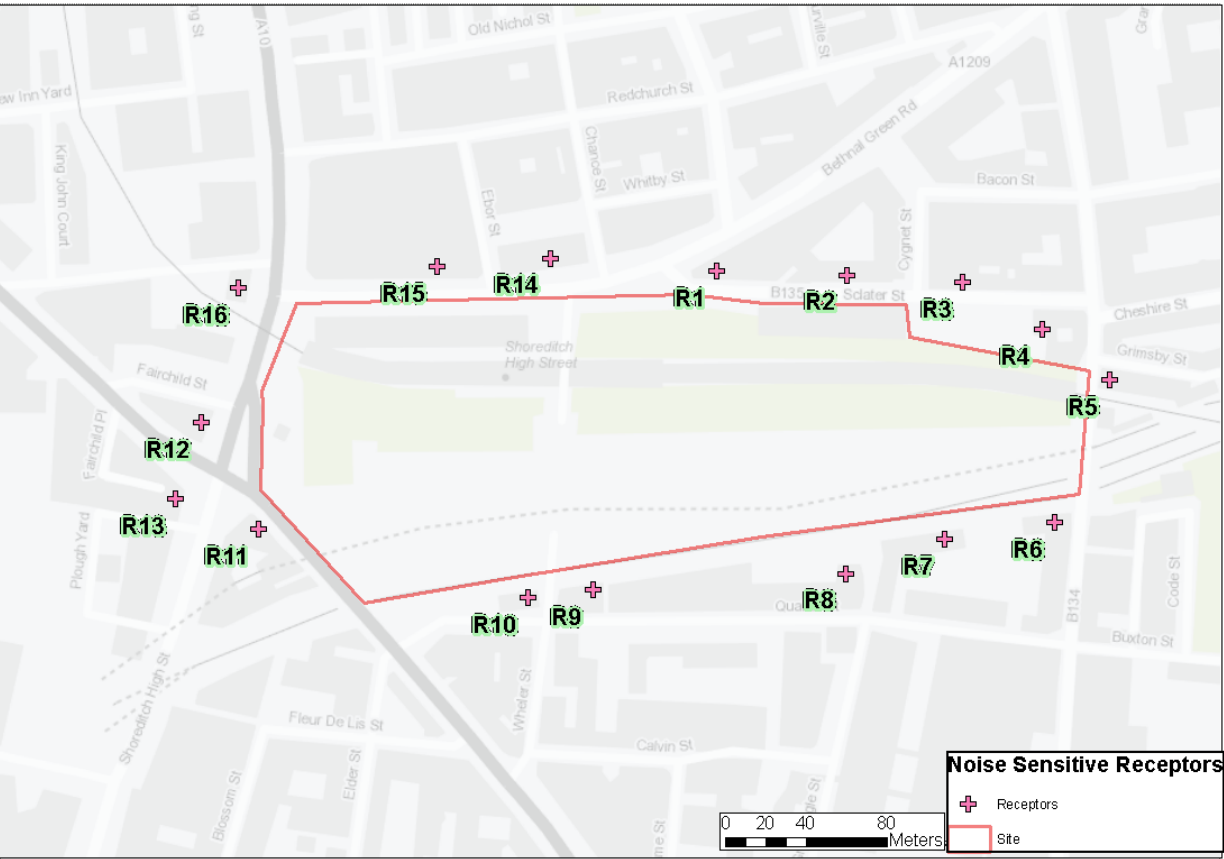 Old Nichol St
A10
A1209
Redchurch St
Bethnal Green Rd
Chance St
King John Court
Whitby St
Bacon St
Ebor St
Cygnet St
R15
R14
R1
B135
R2
Sclater St
R3
Cheshire St
R16
Shoreditch
High Street
R4
Grimsby St
Fairchild St
R5
Fairchild Pl
R12
R13
R11
Plough Yard
R7
R6
Code St
R10
R9
R8
B134
Buxton St
Shoreditch High St
Wheler St
Fleur De Lis St
Calvin St
Elder St
Blossom St
Noise Sensitive Receptors
Receptors
Site
0 20 40 80
Meters